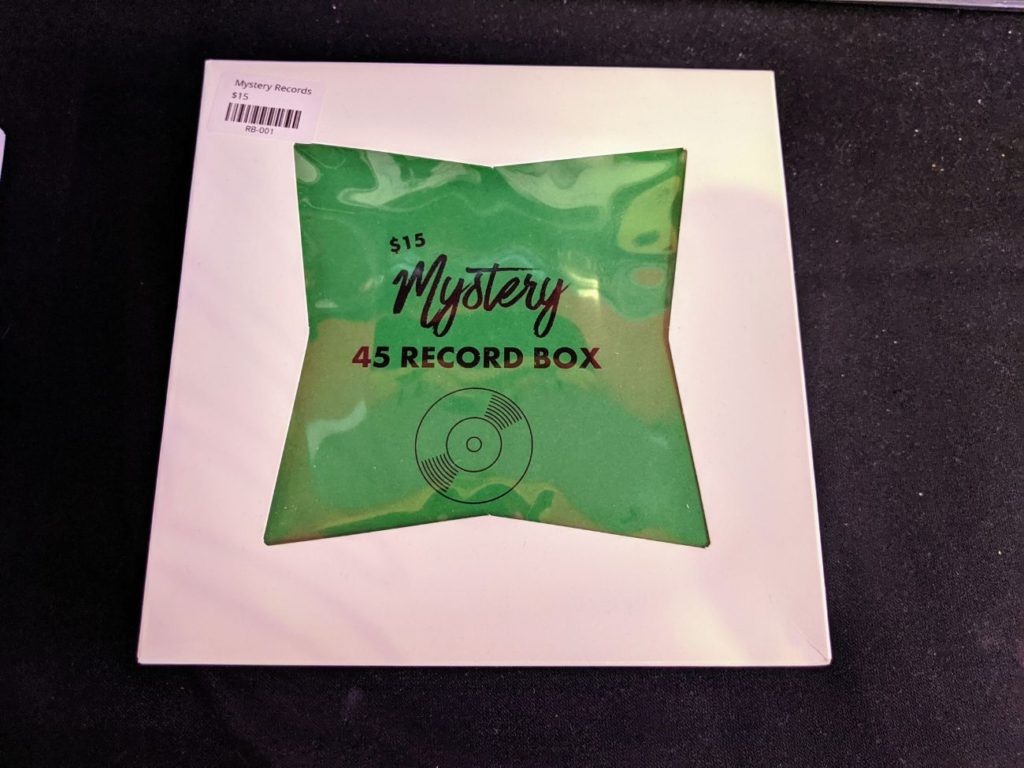 Mystery Records
$15
RB-001
$15
Mystery
45 RECORD BOX